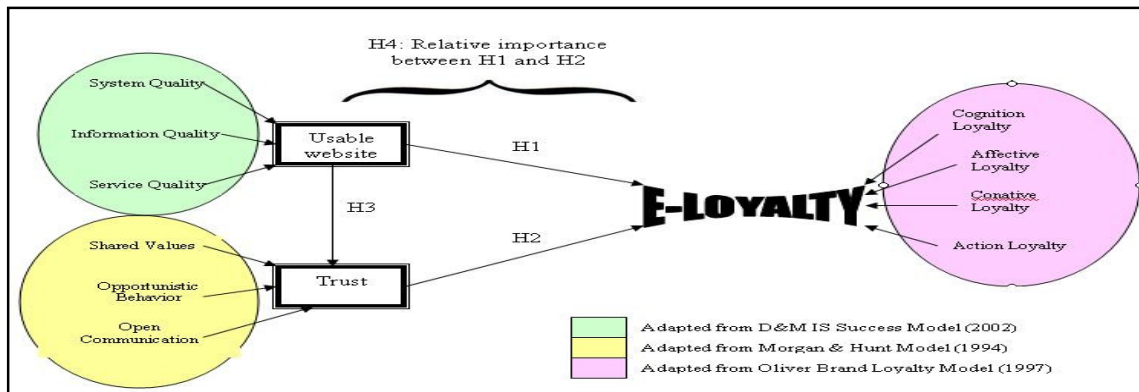 H4: Relative importance
between H1 and H2
System Quality
Information Quality
Service Quality
Usable
website
H1
H3
H2
Shared Values
Opportunistic
Behavior
Open
Communication
Trust
E-LOYALTY
Cognition
Loyalty
Affective
Loyalty
Conative
Loyalty
Action Loyalty
Adapted from D&M IS Success Model (2002)
Adapted from Morgan & Hunt Model (1994)
Adapted from Oliver Brand Loyalty Model (1997)